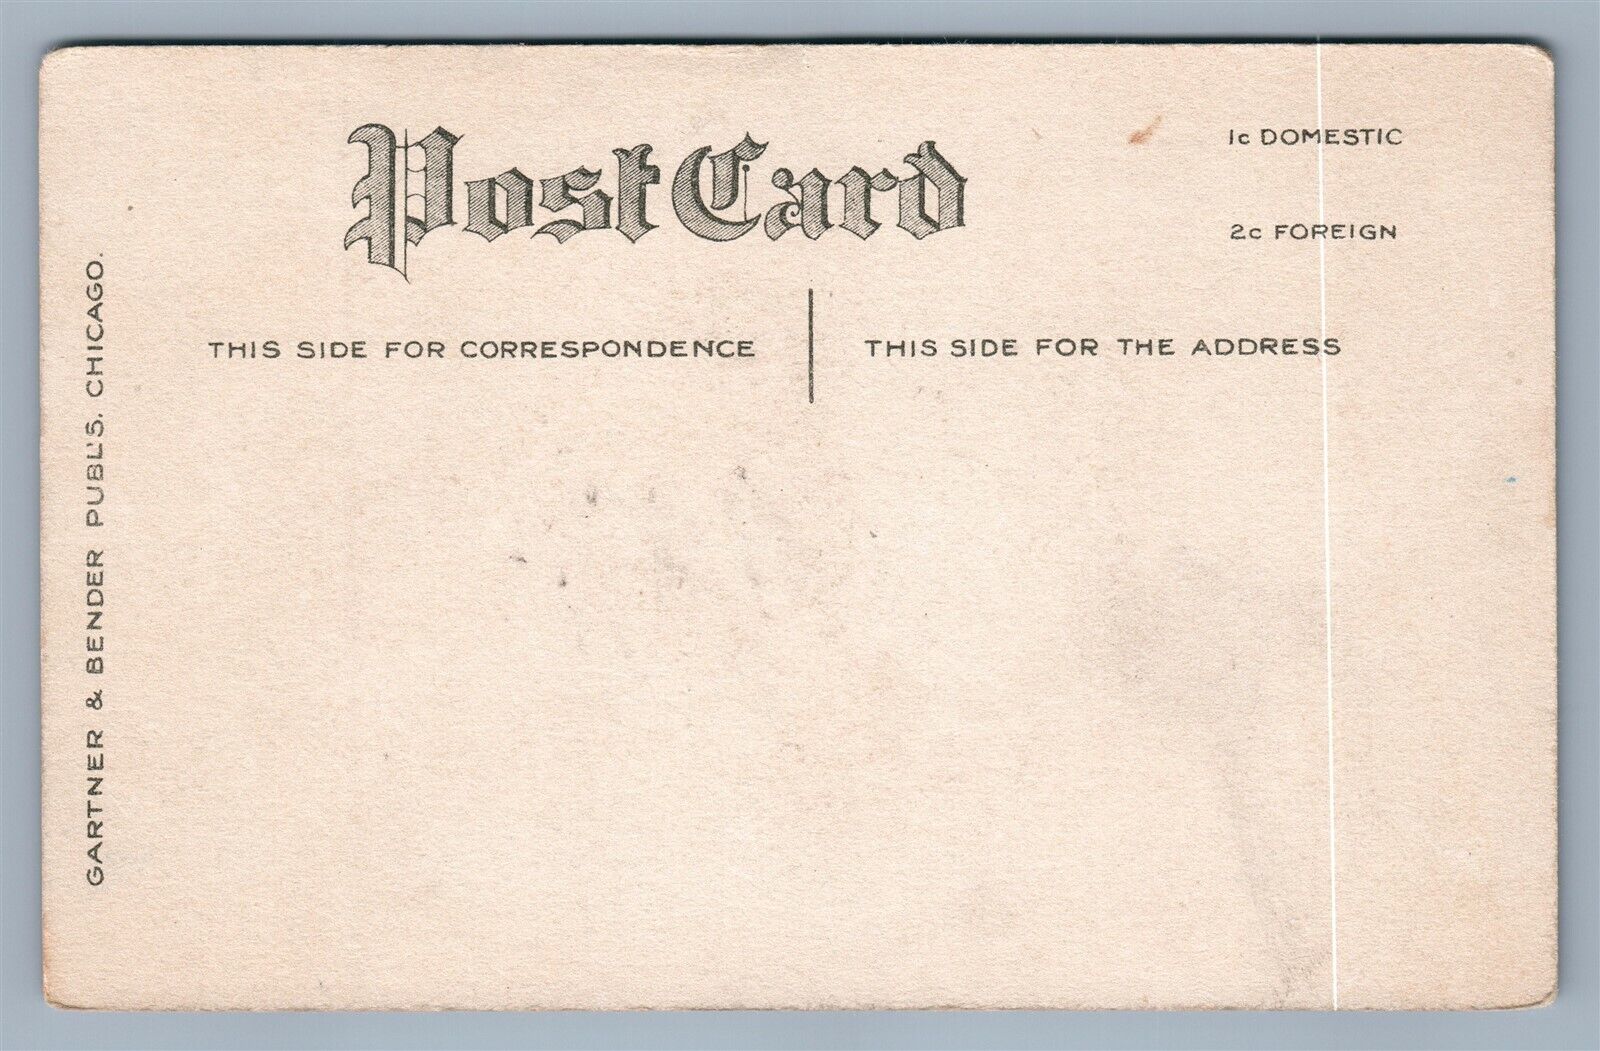 Post Card
1c DOMESTIC
2c FOREIGN
THIS SIDE FOR CORRESPONDENCE
THIS SIDE FOR THE ADDRESS
GARTNER & BENDER PUBL'S. CHICAGO.